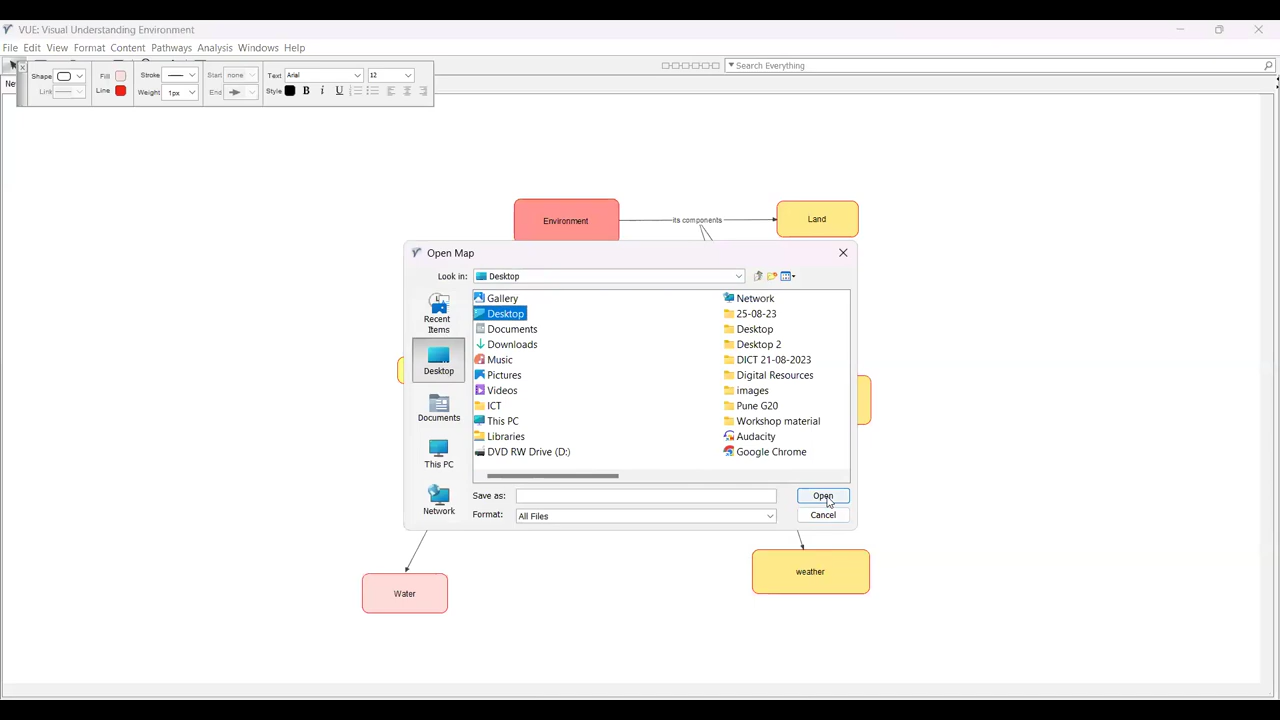 VUE: Visual Understanding Environment
File Edit View Format Content Pathways Analysis Windows Help
Search Everything
Shape Fill Stroke Start none Text Arial 12
Link Line Weight 1px End Style B i U
Environment its components Land
Open Map
Look in: Desktop
Recent Items
Desktop
Documents
This PC
Network
Gallery
Desktop
Documents
Downloads
Music
Pictures
Videos
ICT
This PC
Libraries
DVD RW Drive (D:)
Network
25-08-23
Desktop
Desktop 2
DICT 21-08-2023
Digital Resources
images
Pune G20
Workshop material
Audacity
Google Chrome
Save as: Open
Format: All Files Cancel
Water
weather